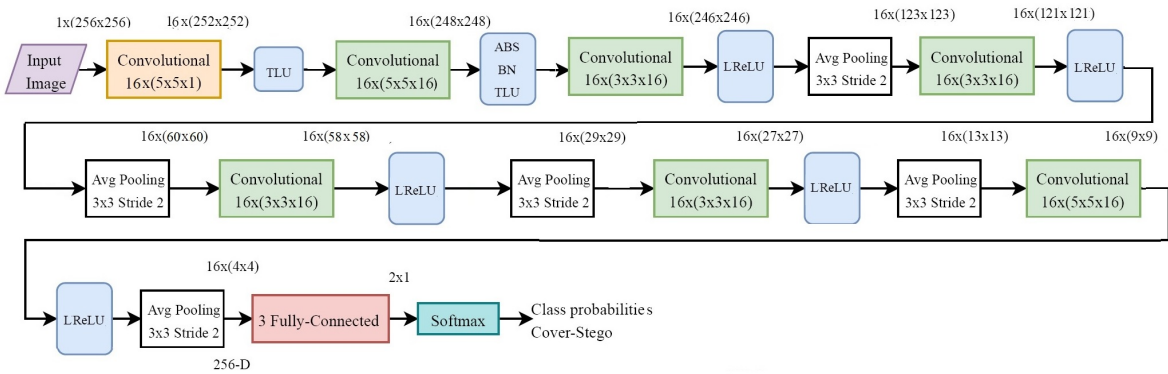 1x(256x256)
16x(252x252)
16x(248x248)
16x(246x246)
16x(123x123)
16x(121x121)
Input
Image
Convolutional
16x(5x5x1)
TLU
Convolutional
16x(5x5x16)
ABS
BN
TLU
Convolutional
16x(3x3x16)
LReLU
Avg Pooling
3x3 Stride 2
Convolutional
16x(3x3x16)
LReLU
16x(60x60)
16x(58x58)
16x(29x29)
16x(27x27)
16x(13x13)
16x(9x9)
Avg Pooling
3x3 Stride 2
Convolutional
16x(3x3x16)
LReLU
Avg Pooling
3x3 Stride 2
Convolutional
16x(3x3x16)
LReLU
Avg Pooling
3x3 Stride 2
Convolutional
16x(5x5x16)
16x(4x4)
2x1
LReLU
Avg Pooling
3x3 Stride 2
3 Fully-Connected
Softmax
Class probabilities
Cover-Stego
256-D